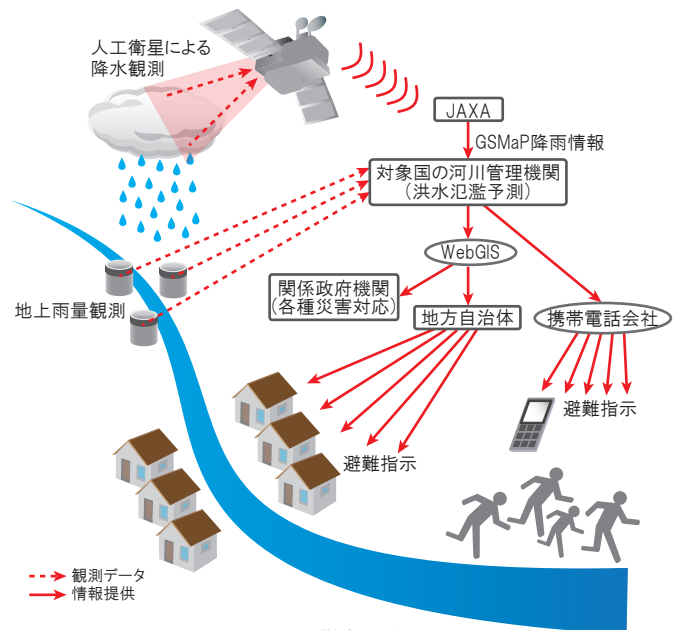 人工衛星による
降水観測
JAXA
GSMaP降雨情報
対象国の河川管理機関
(洪水氾濫予測)
WebGIS
関係政府機関
(各種災害対応)
地方自治体
携帯電話会社
地上雨量観測
避難指示
避難指示
観測データ
情報提供